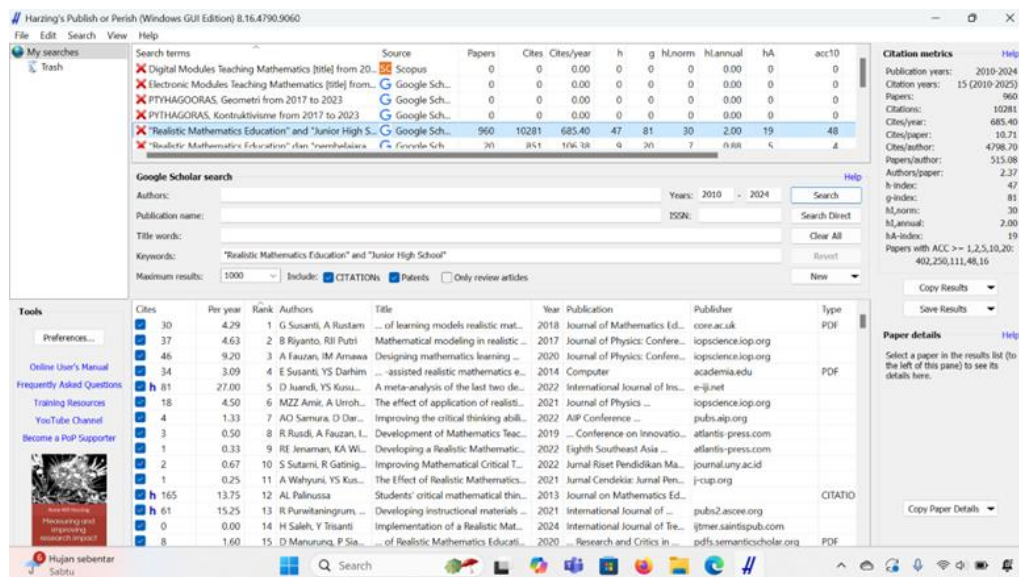 Harzing's Publish or Perish (Windows GUI Edition) 8.16.4790.9060
File Edit Search View Help
My searches
Trash
Search terms Source Papers Cites Cites/year h g hI,norm hI,annual hA acc10
Digital Modules Teaching Mathematics [title] from 20... Scopus 0 0 0.00 0 0 0 0.00 0 0
Electronic Modules Teaching Mathematics [title] from... Google Sch... 0 0 0.00 0 0 0 0.00 0 0
PTYHAGOORAS, Geometri from 2017 to 2023 Google Sch... 0 0 0.00 0 0 0 0.00 0 0
PYTHAGORAS, Kontruktivisme from 2017 to 2023 Google Sch... 0 0 0.00 0 0 0 0.00 0 0
"Realistic Mathematics Education" and "Junior High S... Google Sch... 960 10281 685.40 47 81 30 2.00 19 48
"Realistic Mathematics Education" dan "pembelajara... Google Sch... 20 851 106.38 9 20 7 0.88 5 4
Google Scholar search Help
Authors: Years: 2010 - 2024 Search
Publication name: ISSN: Search Direct
Title words: Clear All
Keywords: "Realistic Mathematics Education" and "Junior High School" Revert
Maximum results: 1000 Include: CITATIONs Patents Only review articles New
Cites Per year Rank Authors Title Year Publication Publisher Type
30 4.29 1 G Susanti, A Rustam ... of learning models realistic mat... 2018 Journal of Mathematics Ed... core.ac.uk PDF
37 4.63 2 B Riyanto, RII Putri Mathematical modeling in realistic ... 2017 Journal of Physics: Confere... iopscience.iop.org
46 9.20 3 A Fauzan, IM Arnawa Designing mathematics learning ... 2020 Journal of Physics: Confere... iopscience.iop.org
34 3.09 4 E Susanti, YS Darhim ... -assisted realistic mathematics e... 2014 Computer academia.edu PDF
h 81 27.00 5 D Juandi, YS Kusu... A meta-analysis of the last two de... 2022 International Journal of Ins... e-iji.net
18 4.50 6 MZZ Amir, A Urroh... The effect of application of realisti... 2021 Journal of Physics ... iopscience.iop.org
4 1.33 7 AO Samura, D Dar... Improving the critical thinking abili... 2022 AIP Conference ... pubs.aip.org
3 0.50 8 R Rusdi, A Fauzan, I... Development of Mathematics Teac... 2019 ... Conference on Innovatio... atlantis-press.com
1 0.33 9 RE Jemaman, KA Wi... Developing a Realistic Mathematic... 2022 Eighth Southeast Asia ... atlantis-press.com
2 0.67 10 S Sutarni, R Gatinig... Improving Mathematical Critical T... 2022 Jurnal Riset Pendidikan Ma... journal.uny.ac.id
1 0.25 11 A Wahyuni, YS Kus... The Effect of Realistic Mathematics... 2021 Jurnal Cendekia: Jurnal Pen... j-cup.org
h 165 13.75 12 AL Palinussa Students' critical mathematical thin... 2013 Journal on Mathematics Ed... CITATIO
h 61 15.25 13 R Purwitaningrum, ... Developing instructional materials ... 2021 International Journal of ... pubs2.ascee.org
0 0.00 14 H Saleh, Y Trisanti Implementation of a Realistic Mat... 2024 International Journal of Tre... ijtmer.saintispub.com
8 1.60 15 D Manurung, P Sia... ... of Realistic Mathematics Educati... 2020 ... Research and Critics in ... pdfs.semanticscholar.org PDF
Tools
Preferences...
Online User's Manual
Frequently Asked Questions
Training Resources
YouTube Channel
Become a PoP Supporter
Measuring and
improving
research impact
Citation metrics Help
Publication years: 2010-2024
Citation years: 15 (2010-2025)
Papers: 960
Citations: 10281
Cites/year: 685.40
Cites/paper: 10.71
Cites/author: 4798.70
Papers/author: 515.08
Authors/paper: 2.37
h-index: 47
g-index: 81
hI,norm: 30
hI,annual: 2.00
hA-index: 19
Papers with ACC >= 1,2,5,10,20:
402,250,111,48,16
Copy Results
Save Results
Paper details Help
Select a paper in the results list (to
the left of this pane) to see its
details here.
Copy Paper Details
6
Hujan sebentar
Sabtu
Search